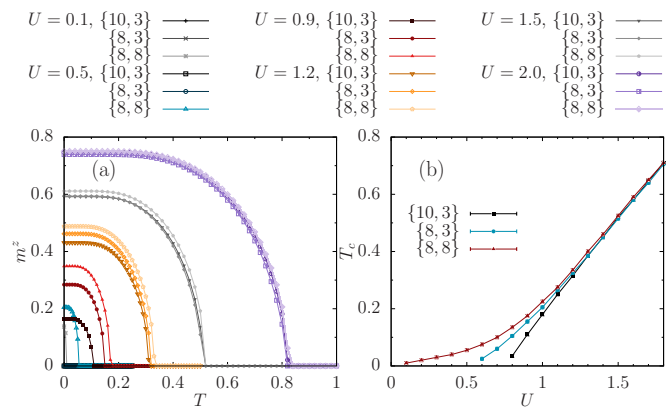 U = 0.1, {10, 3} U = 0.9, {10, 3} U = 1.5, {10, 3}
{8, 3} {8, 3} {8, 3}
{8, 8} {8, 8} {8, 8}
U = 0.5, {10, 3} U = 1.2, {10, 3} U = 2.0, {10, 3}
{8, 3} {8, 3} {8, 3}
{8, 8} {8, 8} {8, 8}
0.8
0.6
0.4
0.2
0
m^z
(a)
0 0.2 0.4 0.6 0.8 1
T
0.8
0.6
0.4
0.2
0
T_c
(b)
{10, 3}
{8, 3}
{8, 8}
0 0.5 1 1.5
U